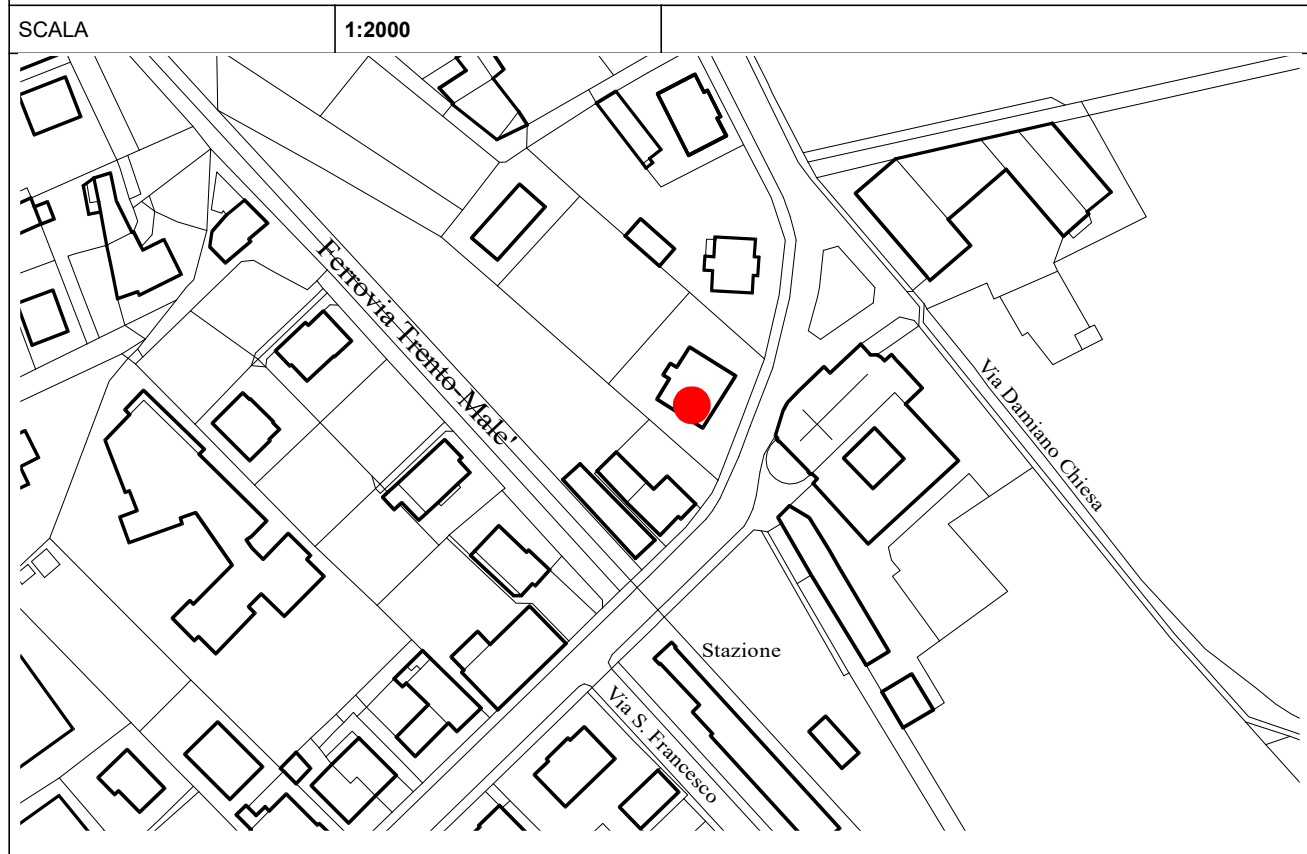 SCALA 1:2000
Ferrovia Trento-Male'
Via Damiano Chiesa
Stazione
Via S. Francesco